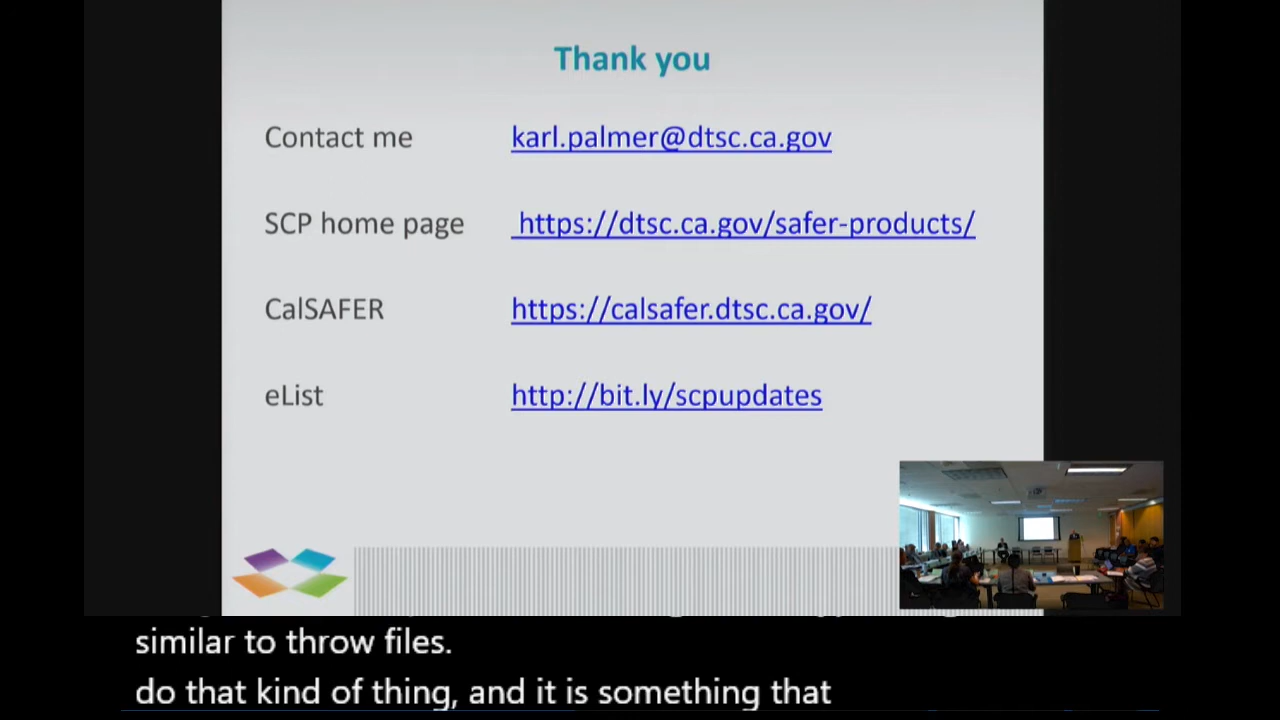 Thank you
Contact me karl.palmer@dtsc.ca.gov
SCP home page https://dtsc.ca.gov/safer-products/
CalSAFER https://calsafer.dtsc.ca.gov/
eList http://bit.ly/scpupdates
similar to throw files.
do that kind of thing, and it is something that